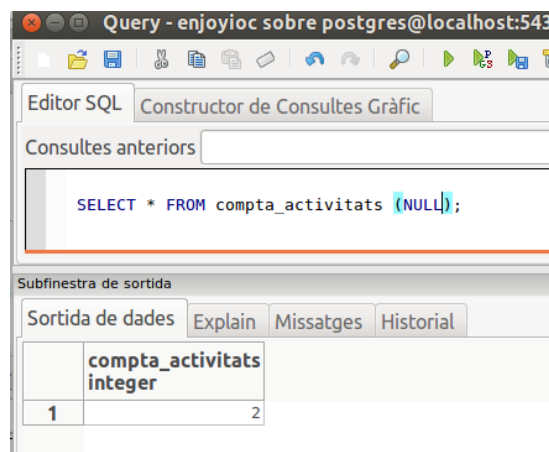 Query - enjoyioc sobre postgres@localhost:543
Editor SQL Constructor de Consultes Gràfic
Consultes anteriors
SELECT * FROM compta_activitats (NULL);
Subfinestra de sortida
Sortida de dades Explain Missatges Historial
compta_activitats
integer
1 2